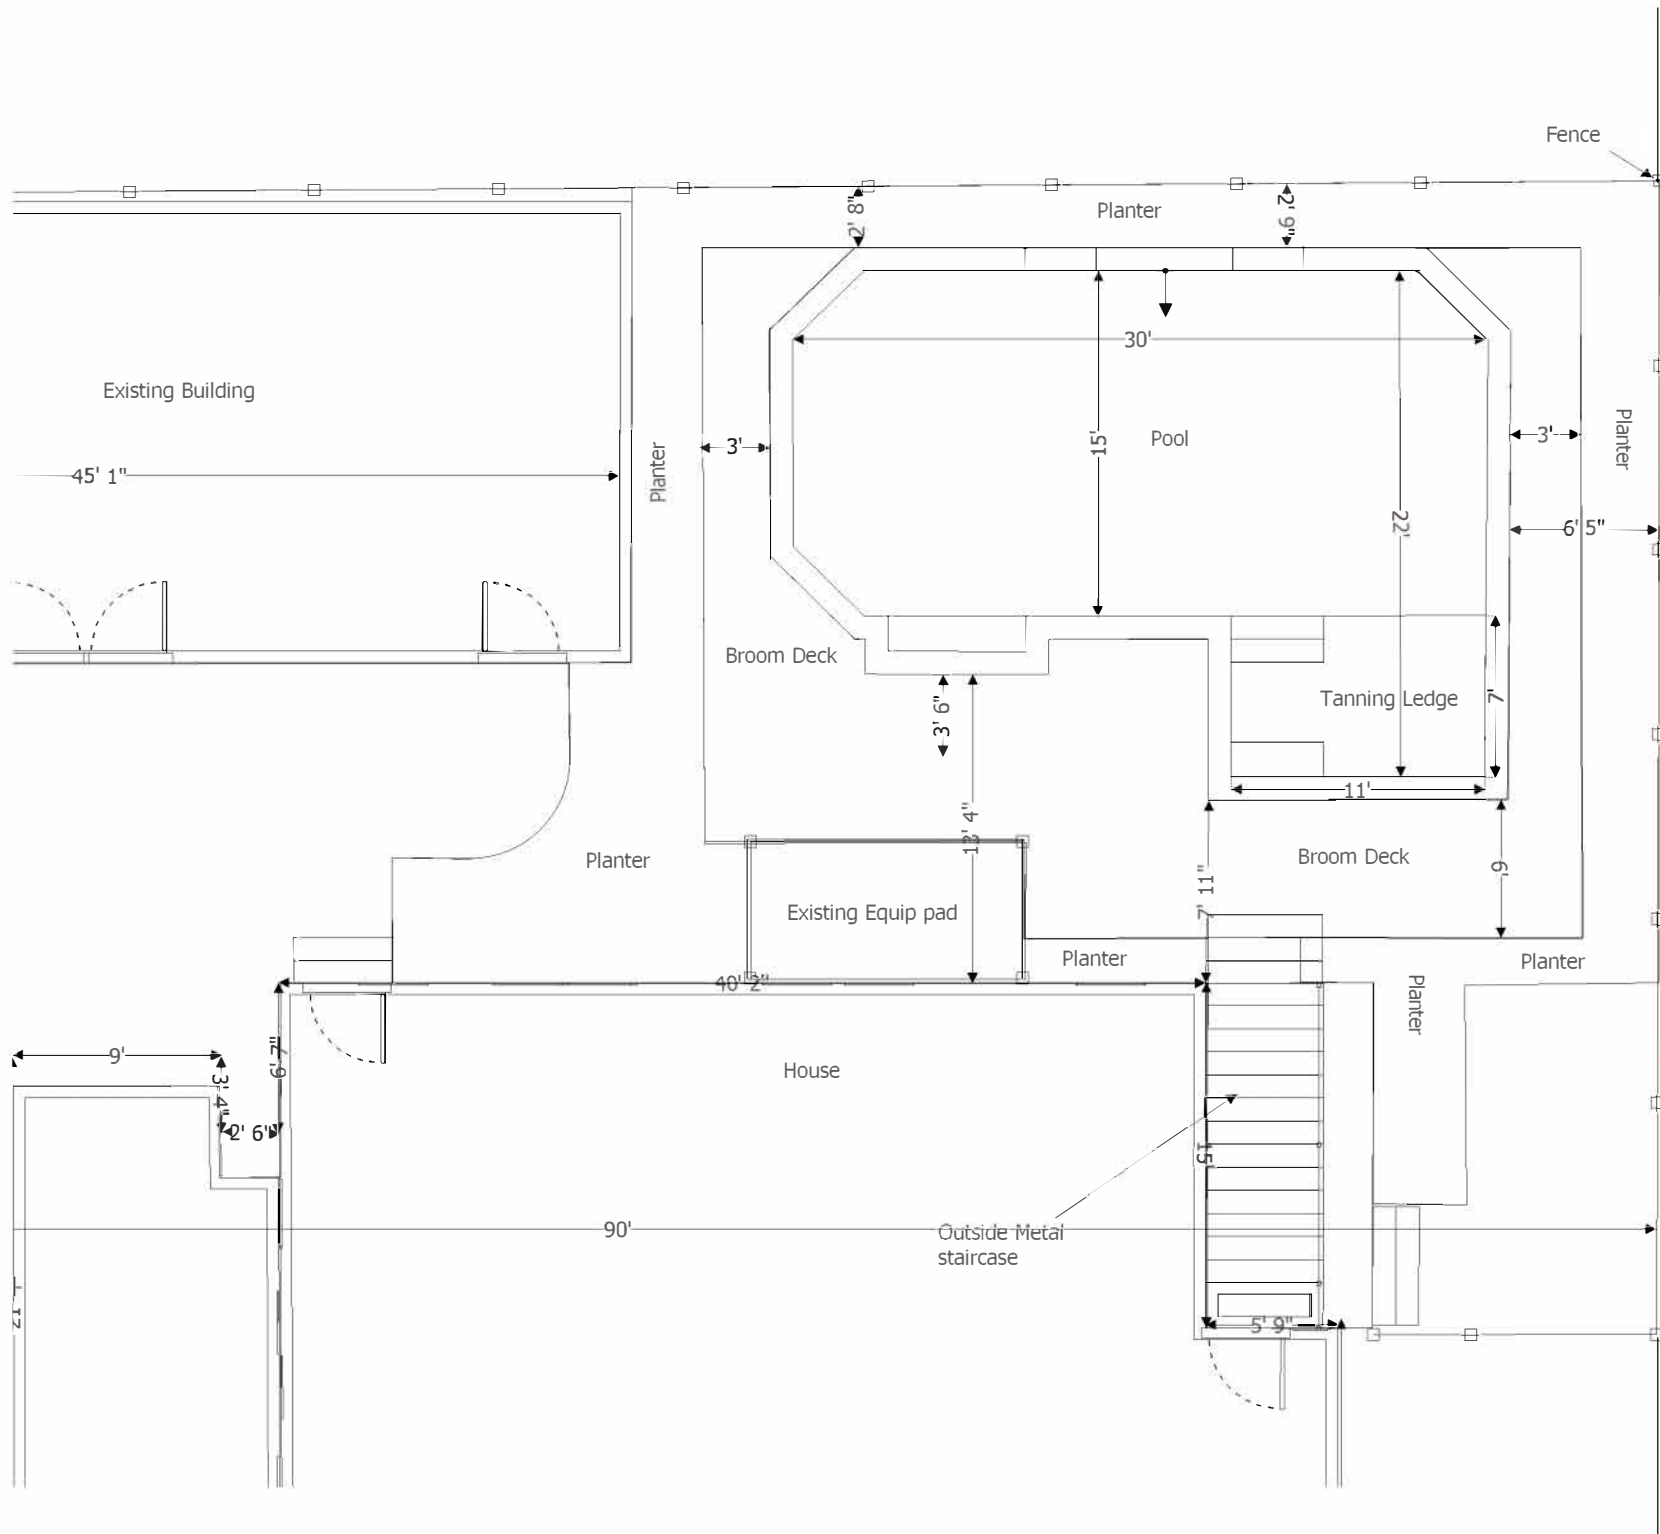 Fence
Planter
2' 8"
2' 9"
30'
Existing Building
15'
Pool
3'
3'
Planter
Planter
45' 1"
22'
6' 5"
Broom Deck
Tanning Ledge
7'
3' 6"
11'
13' 4"
Planter
Broom Deck
6'
7' 11"
Existing Equip pad
Planter
Planter
40' 2"
Planter
9'
3' 4"
2' 6"
House
15'
90'
Outside Metal
staircase
5' 9"